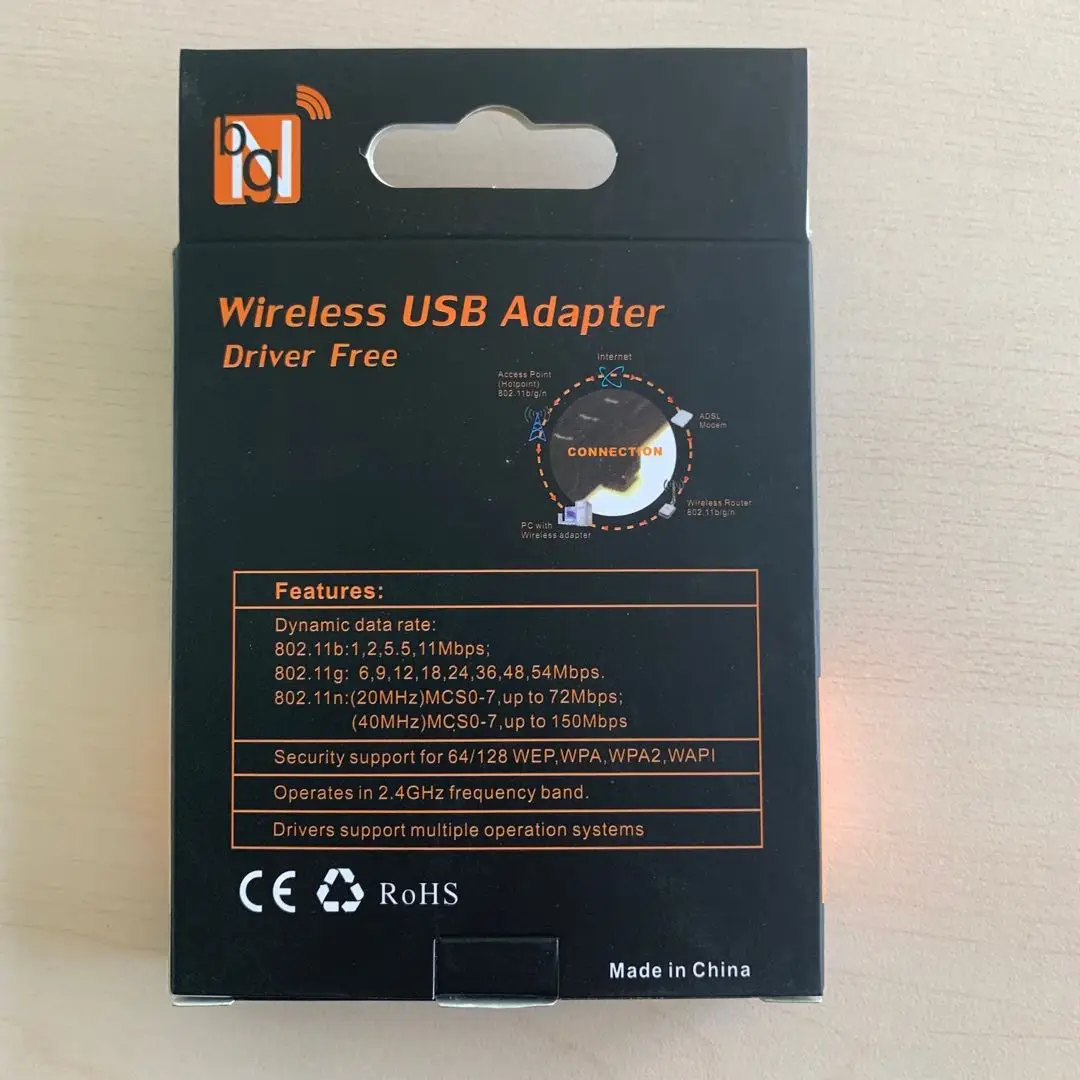 bgN
Wireless USB Adapter
Driver Free
Internet
Access Point
(Hotpoint)
802.11b/g/n
ADSL
Modem
CONNECTION
Wireless Router
802.11b/g/n
PC with
Wireless adapter
Features:
Dynamic data rate:
802.11b:1,2,5.5,11Mbps;
802.11g: 6,9,12,18,24,36,48,54Mbps.
802.11n:(20MHz)MCS0-7,up to 72Mbps;
(40MHz)MCS0-7,up to 150Mbps
Security support for 64/128 WEP,WPA,WPA2,WAPI
Operates in 2.4GHz frequency band.
Drivers support multiple operation systems
CE RoHS
Made in China